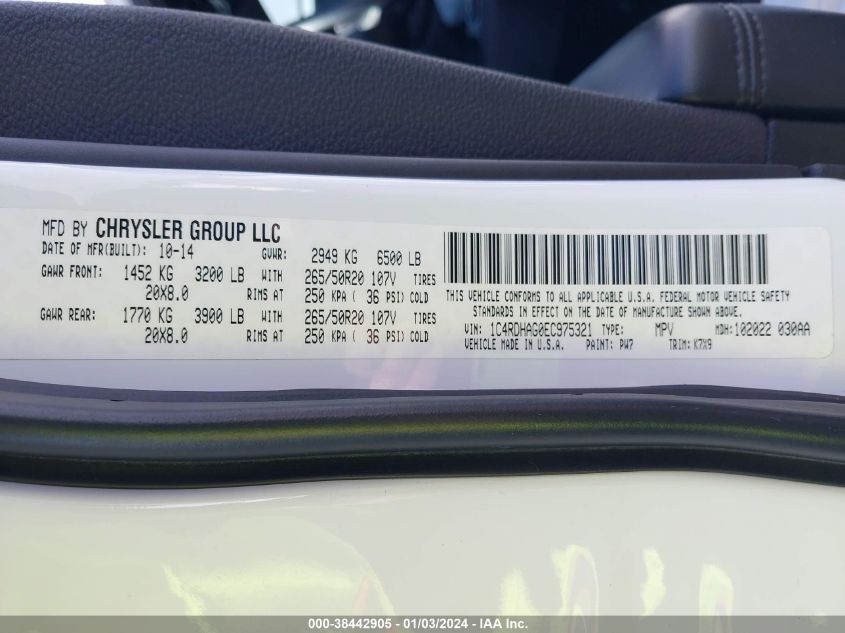 MFD BY CHRYSLER GROUP LLC
DATE OF MFR(BUILT): 10-14 GVWR: 2949 KG 6500 LB
GAWR FRONT: 1452 KG 3200 LB WITH 265/50R20 107V TIRES
20X8.0 RIMS AT 250 KPA ( 36 PSI) COLD
GAWR REAR: 1770 KG 3900 LB WITH 265/50R20 107V TIRES
20X8.0 RIMS AT 250 KPA ( 36 PSI) COLD
THIS VEHICLE CONFORMS TO ALL APPLICABLE U.S.A. FEDERAL MOTOR VEHICLE SAFETY
STANDARDS IN EFFECT ON THE DATE OF MANUFACTURE SHOWN ABOVE.
VIN: 1C4RDHAG0EC975321 TYPE: MPV MDH: 102022 030AA
VEHICLE MADE IN U.S.A. PAINT: PW7 TRIM: K7X9
000-38442905 - 01/03/2024 - IAA Inc.